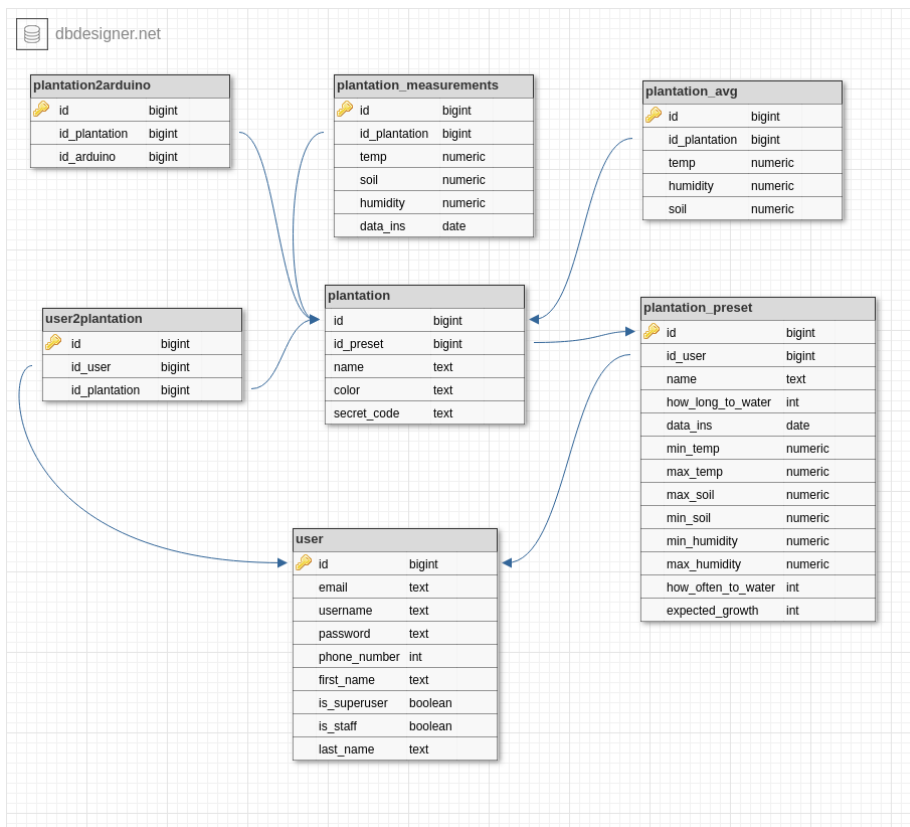 dbdesigner.net
plantation2arduino
id bigint
id_plantation bigint
id_arduino bigint
plantation_measurements
id bigint
id_plantation bigint
temp numeric
soil numeric
humidity numeric
data_ins date
plantation_avg
id bigint
id_plantation bigint
temp numeric
humidity numeric
soil numeric
user2plantation
id bigint
id_user bigint
id_plantation bigint
plantation
id bigint
id_preset bigint
name text
color text
secret_code text
plantation_preset
id bigint
id_user bigint
name text
how_long_to_water int
data_ins date
min_temp numeric
max_temp numeric
max_soil numeric
min_soil numeric
min_humidity numeric
max_humidity numeric
how_often_to_water int
expected_growth int
user
id bigint
email text
username text
password text
phone_number int
first_name text
is_superuser boolean
is_staff boolean
last_name text